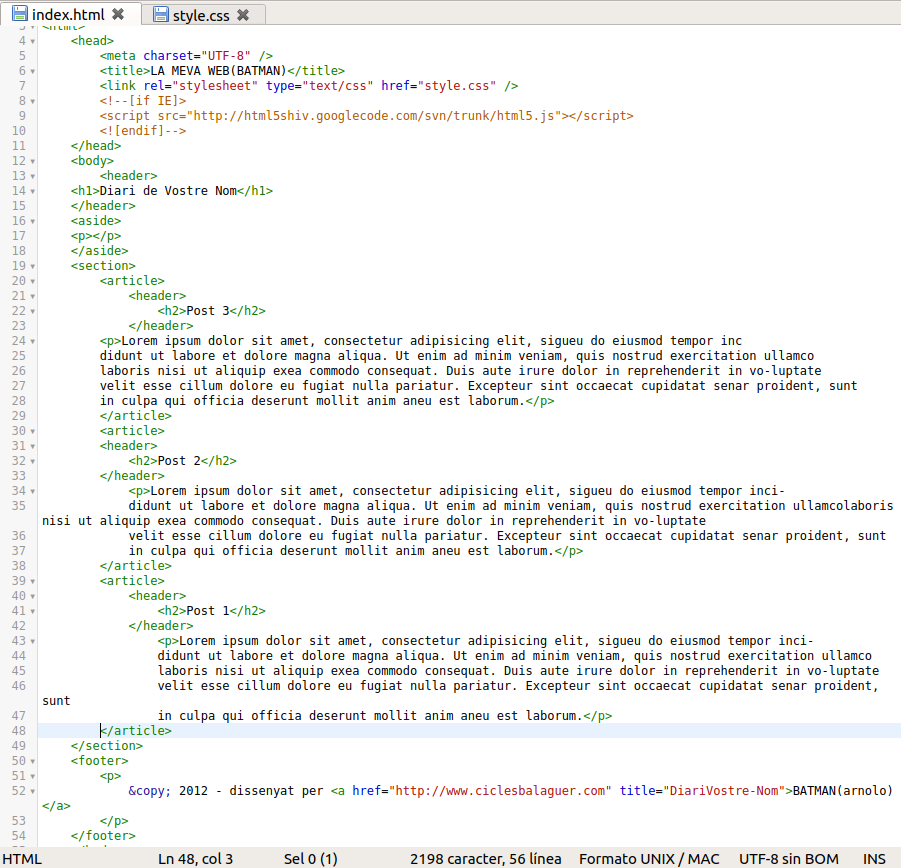 index.html ✖ style.css ✖
3 <html>
4 <head>
5 <meta charset="UTF-8" />
6 <title>LA MEVA WEB(BATMAN)</title>
7 <link rel="stylesheet" type="text/css" href="style.css" />
8 <!--[if IE]>
9 <script src="http://html5shiv.googlecode.com/svn/trunk/html5.js"></script>
10 <![endif]-->
11 </head>
12 <body>
13 <header>
14 <h1>Diari de Vostre Nom</h1>
15 </header>
16 <aside>
17 <p></p>
18 </aside>
19 <section>
20 <article>
21 <header>
22 <h2>Post 3</h2>
23 </header>
24 <p>Lorem ipsum dolor sit amet, consectetur adipisicing elit, sigueu do eiusmod tempor inc
25 didunt ut labore et dolore magna aliqua. Ut enim ad minim veniam, quis nostrud exercitation ullamco
26 laboris nisi ut aliquip exea commodo consequat. Duis aute irure dolor in reprehenderit in vo-luptate
27 velit esse cillum dolore eu fugiat nulla pariatur. Excepteur sint occaecat cupidatat senar proident, sunt
28 in culpa qui officia deserunt mollit anim aneu est laborum.</p>
29 </article>
30 <article>
31 <header>
32 <h2>Post 2</h2>
33 </header>
34 <p>Lorem ipsum dolor sit amet, consectetur adipisicing elit, sigueu do eiusmod tempor inci-
35 didunt ut labore et dolore magna aliqua. Ut enim ad minim veniam, quis nostrud exercitation ullamcolaboris
nisi ut aliquip exea commodo consequat. Duis aute irure dolor in reprehenderit in vo-luptate
36 velit esse cillum dolore eu fugiat nulla pariatur. Excepteur sint occaecat cupidatat senar proident, sunt
37 in culpa qui officia deserunt mollit anim aneu est laborum.</p>
38 </article>
39 <article>
40 <header>
41 <h2>Post 1</h2>
42 </header>
43 <p>Lorem ipsum dolor sit amet, consectetur adipisicing elit, sigueu do eiusmod tempor inci-
44 didunt ut labore et dolore magna aliqua. Ut enim ad minim veniam, quis nostrud exercitation ullamco
45 laboris nisi ut aliquip exea commodo consequat. Duis aute irure dolor in reprehenderit in vo-luptate
46 velit esse cillum dolore eu fugiat nulla pariatur. Excepteur sint occaecat cupidatat senar proident,
sunt
47 in culpa qui officia deserunt mollit anim aneu est laborum.</p>
48 </article>
49 </section>
50 <footer>
51 <p>
52 &copy; 2012 - dissenyat per <a href="http://www.ciclesbalaguer.com" title="DiariVostre-Nom">BATMAN(arnolo)
</a>
53 </p>
54 </footer>
HTML Ln 48, col 3 Sel 0 (1) 2198 caracter, 56 línea Formato UNIX / MAC UTF-8 sin BOM INS